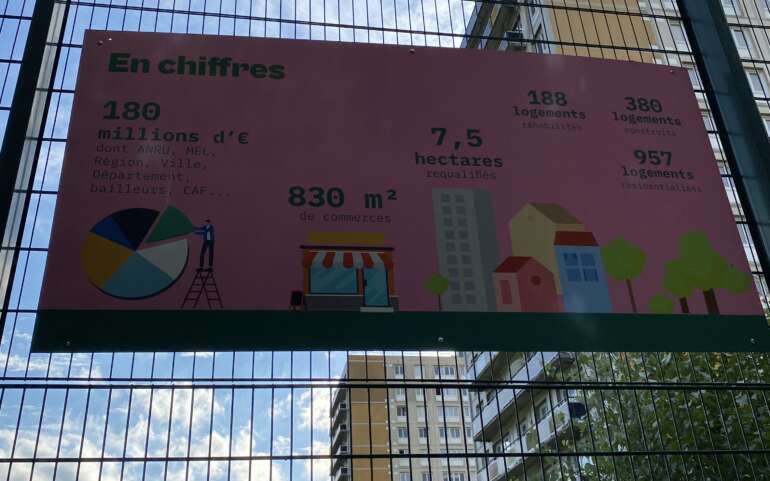 En chiffres
180
millions d'€
dont ANRU, MEL,
Région, Ville,
Département,
bailleurs, CAF...
830 m²
de commerces
7,5
hectares
requalifiés
188
logements
réhabilités
380
logements
construits
957
logements
résidentialisés